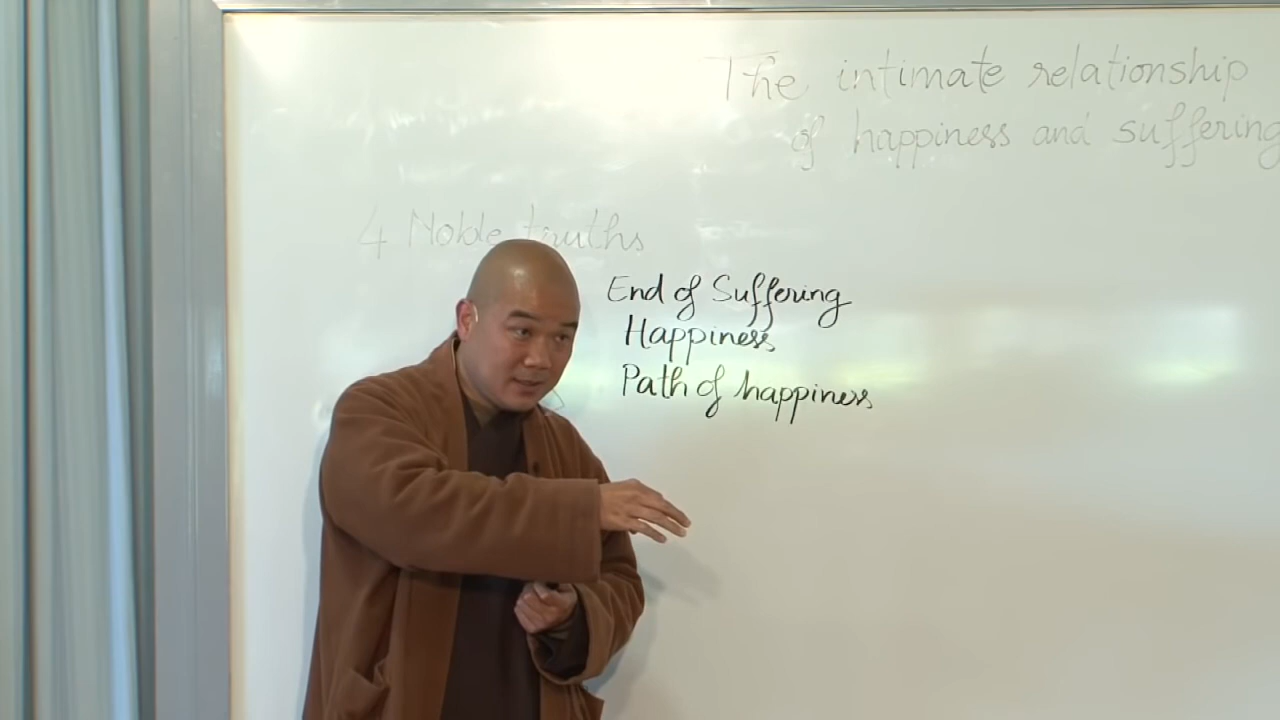 The intimate relationship
of happiness and suffering
4 Noble truths
End of Suffering
Happiness
Path of happiness